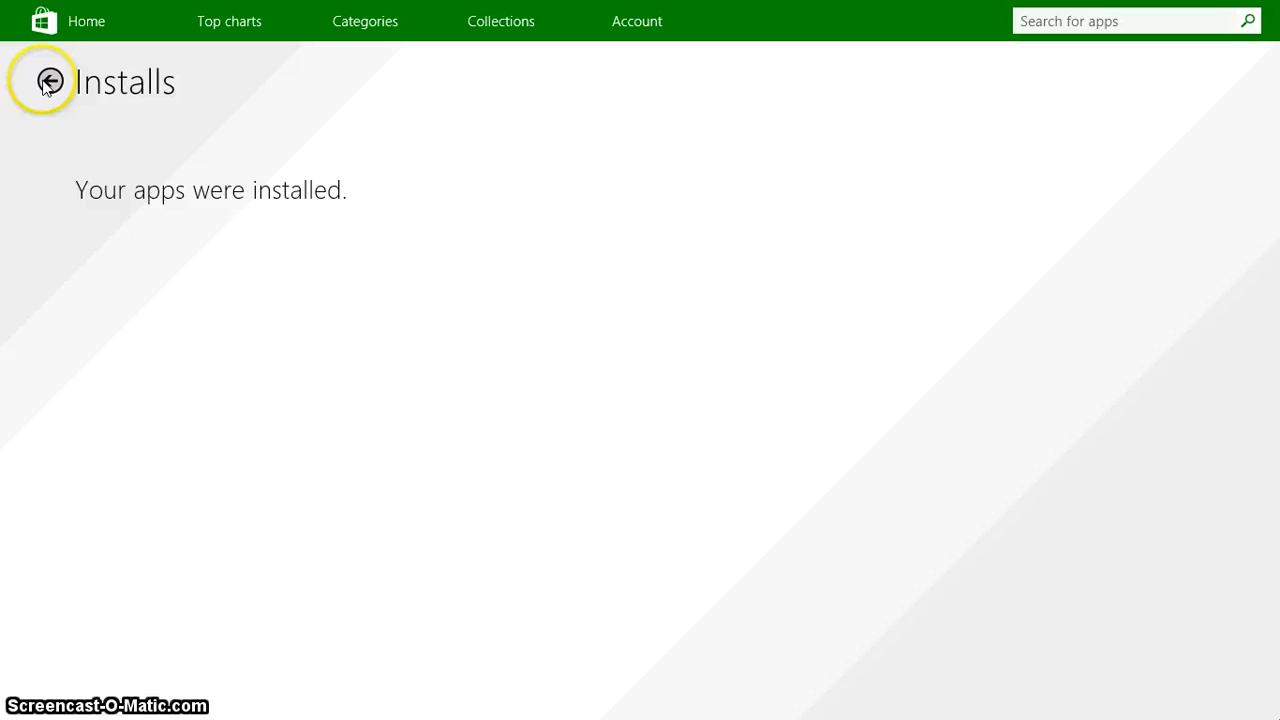 Home Top charts Categories Collections Account Search for apps
Installs
Your apps were installed.
Screencast-O-Matic.com